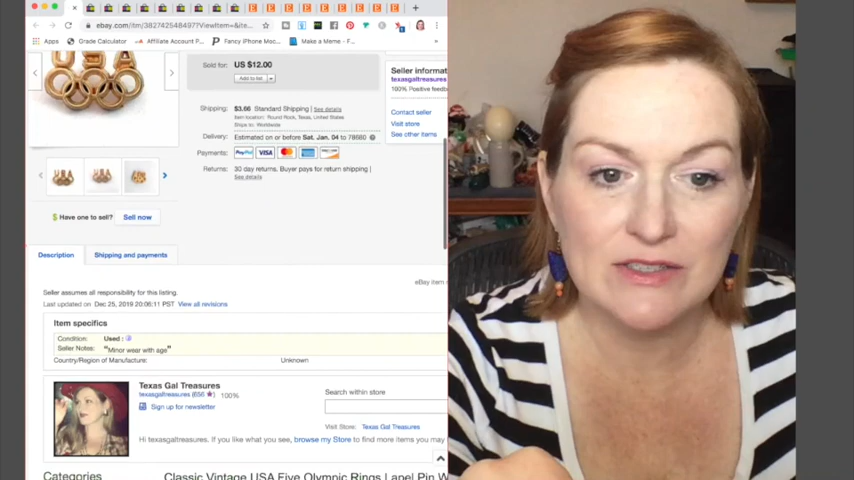 ebay.com/itm/382742548497?ViewItem=&ite...
Apps Grade Calculator Affiliate Account P... Fancy iPhone Moc... Make a Meme - F...
USA
Sold for: US $12.00
Add to list
Seller informat
texasgaltreasures
100% Positive feedb
Shipping: $3.66 Standard Shipping | See details
Item location: Round Rock, Texas, United States
Ships to: Worldwide
Contact seller
Visit store
See other items
Delivery: Estimated on or before Sat. Jan. 04 to 78660
Payments: PayPal VISA
Returns: 30 day returns. Buyer pays for return shipping |
See details
Have one to sell? Sell now
Description Shipping and payments
eBay item
Seller assumes all responsibility for this listing.
Last updated on Dec 25, 2019 20:06:11 PST View all revisions
Item specifics
Condition: Used :
Seller Notes: "Minor wear with age"
Country/Region of Manufacture: Unknown
Texas Gal Treasures
texasgaltreasures (656 ) 100%
Sign up for newsletter
Search within store
Visit Store: Texas Gal Treasures
Hi texasgaltreasures. If you like what you see, browse my Store to find more items you may
Categories Classic Vintage USA Five Olympic Rings Lapel Pin W